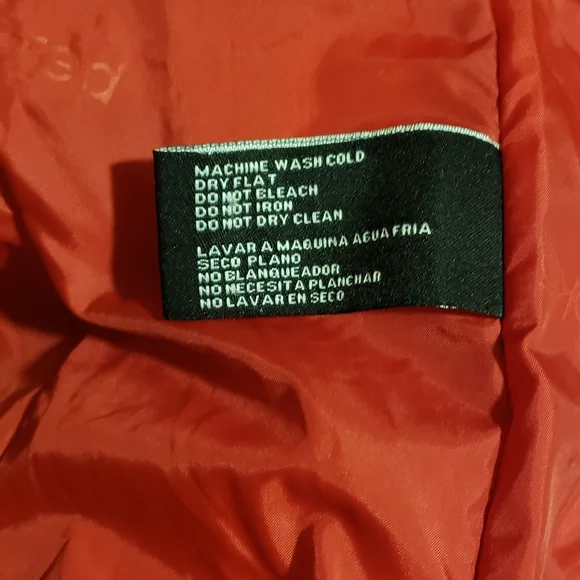 MACHINE WASH COLD
DRY FLAT
DO NOT BLEACH
DO NOT IRON
DO NOT DRY CLEAN
LAVAR A MAQUINA AGUA FRIA
SECO PLANO
NO BLANQUEADOR
NO NECESITA PLANCHAR
NO LAVAR EN SECO